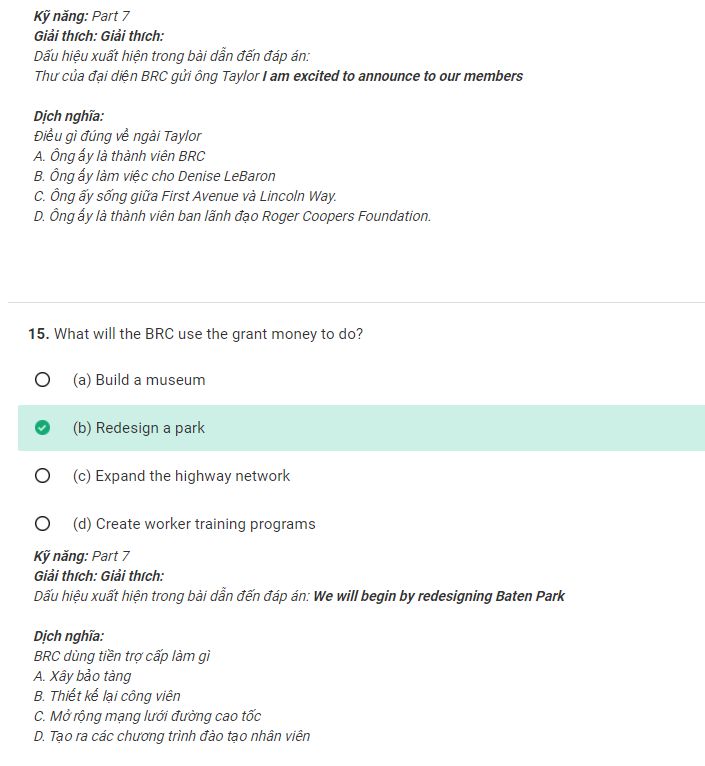 Kỹ năng: Part 7
Giải thích: Giải thích:
Dấu hiệu xuất hiện trong bài dẫn đến đáp án:
Thư của đại diện BRC gửi ông Taylor I am excited to announce to our members
Dịch nghĩa:
Điều gì đúng về ngài Taylor
A. Ông ấy là thành viên BRC
B. Ông ấy làm việc cho Denise LeBaron
C. Ông ấy sống giữa First Avenue và Lincoln Way.
D. Ông ấy là thành viên ban lãnh đạo Roger Coopers Foundation.
15. What will the BRC use the grant money to do?
(a) Build a museum
(b) Redesign a park
(c) Expand the highway network
(d) Create worker training programs
Kỹ năng: Part 7
Giải thích: Giải thích:
Dấu hiệu xuất hiện trong bài dẫn đến đáp án: We will begin by redesigning Baten Park
Dịch nghĩa:
BRC dùng tiền trợ cấp làm gì
A. Xây bảo tàng
B. Thiết kế lại công viên
C. Mở rộng mạng lưới đường cao tốc
D. Tạo ra các chương trình đào tạo nhân viên